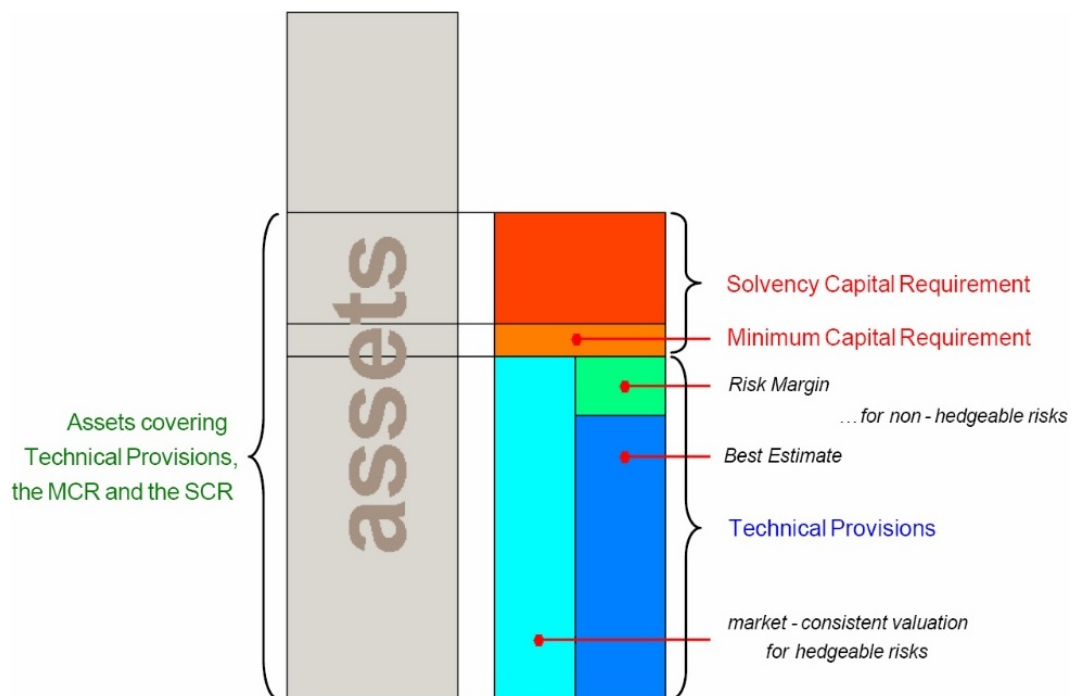 assets
Assets covering
Technical Provisions,
the MCR and the SCR
Solvency Capital Requirement
Minimum Capital Requirement
Risk Margin
...for non - hedgeable risks
Best Estimate
Technical Provisions
market - consistent valuation
for hedgeable risks